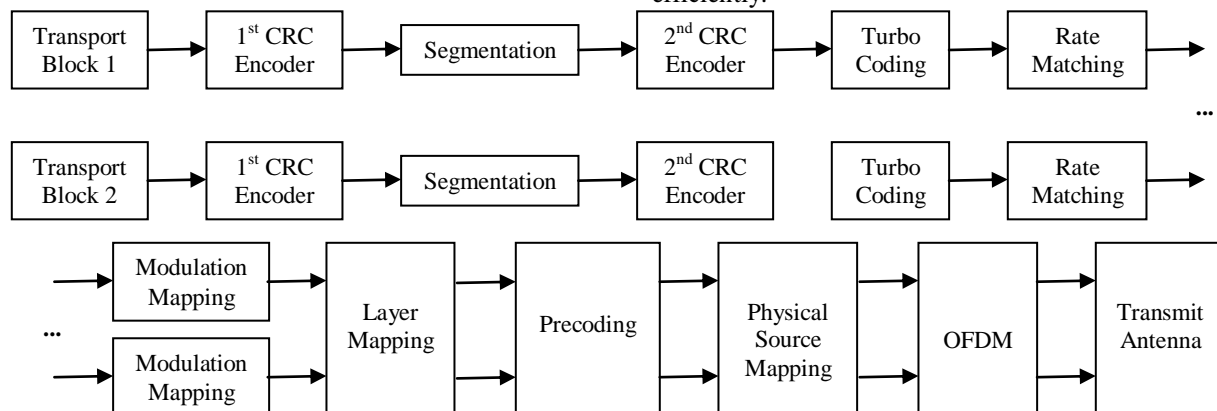 efficiently.
Transport
Block 1
1st CRC
Encoder
Segmentation
2nd CRC
Encoder
Turbo
Coding
Rate
Matching
...
Transport
Block 2
1st CRC
Encoder
Segmentation
2nd CRC
Encoder
Turbo
Coding
Rate
Matching
Modulation
Mapping
...
Modulation
Mapping
Layer
Mapping
Precoding
Physical
Source
Mapping
OFDM
Transmit
Antenna